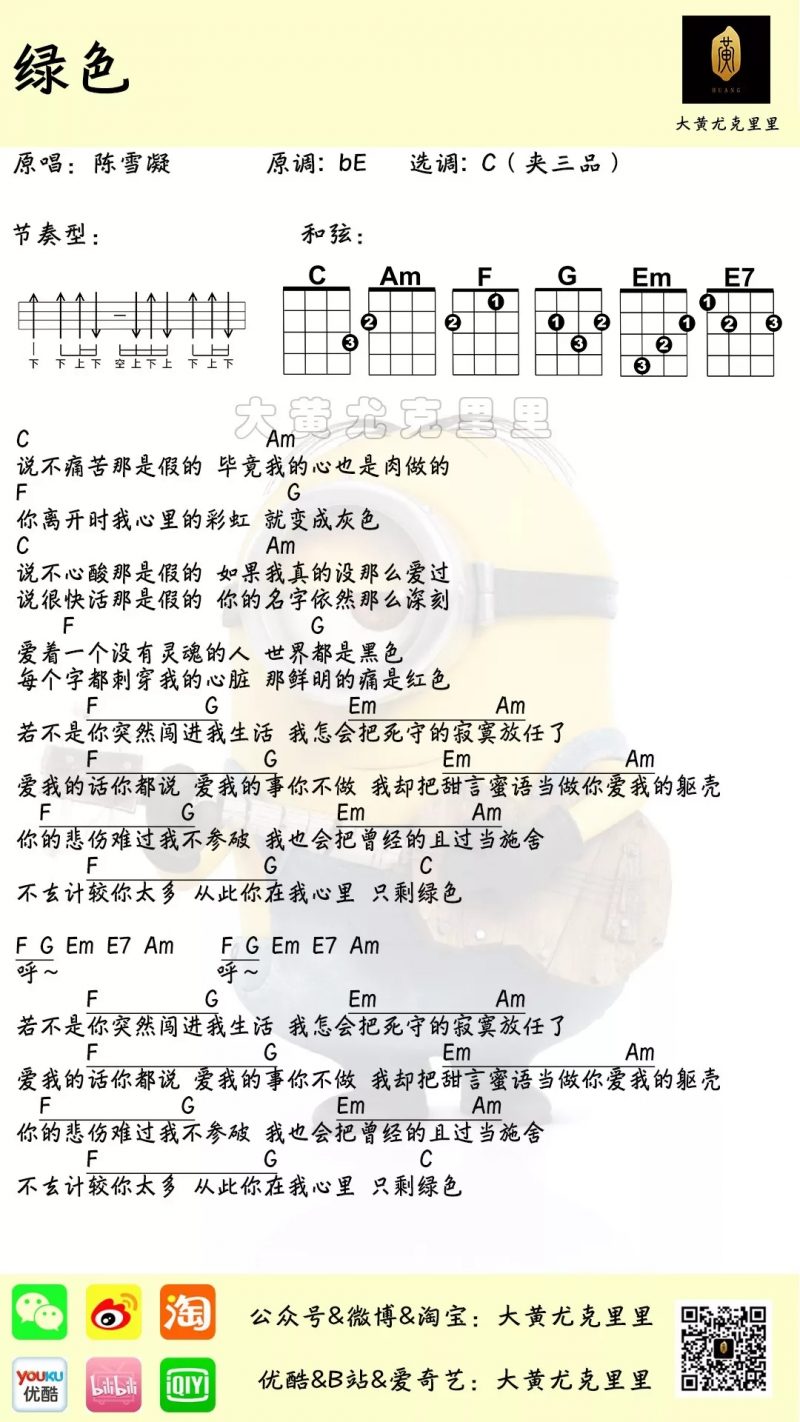 绿色
黄
HUANG
大黄尤克里里
原唱：陈雪凝 原调：bE 选调：C（夹三品）
节奏型： 和弦：
C Am F G Em E7
3 2 2 1 1 3 2 3 2 1 1 2 3
下 下 上 下 空 上 下 上 下 上 下
大黄尤克里里
C Am
说不痛苦那是假的 毕竟我的心也是肉做的
F G
你离开时我心里的彩虹 就变成灰色
C Am
说不心酸那是假的 如果我真的没那么爱过
说很快活那是假的 你的名字依然那么深刻
F G
爱着一个没有灵魂的人 世界都是黑色
每个字都刺穿我的心脏 那鲜明的痛是红色
F G Em Am
若不是你突然闯进我生活 我怎会把死守的寂寞放任了
F G Em Am
爱我的话你都说 爱我的事你不做 我却把甜言蜜语当做你爱我的躯壳
F G Em Am
你的悲伤难过我不参破 我也会把曾经的且过当施舍
F G C
不去计较你太多 从此你在我心里 只剩绿色
F G Em E7 Am F G Em E7 Am
呼～ 呼～
F G Em Am
若不是你突然闯进我生活 我怎会把死守的寂寞放任了
F G Em Am
爱我的话你都说 爱我的事你不做 我却把甜言蜜语当做你爱我的躯壳
F G Em Am
你的悲伤难过我不参破 我也会把曾经的且过当施舍
F G C
不去计较你太多 从此你在我心里 只剩绿色
淘 公众号&微博&淘宝：大黄尤克里里
YOUKU 优酷 bilibili iQIYI 优酷&B站&爱奇艺：大黄尤克里里